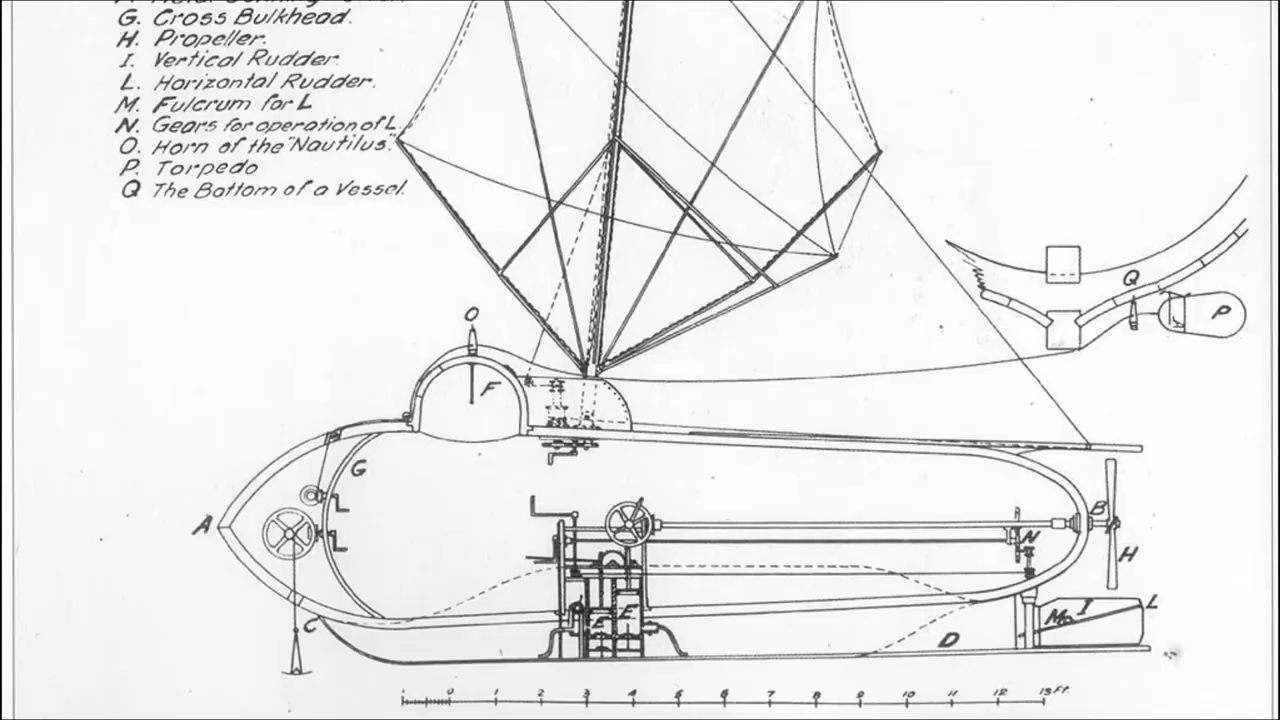 G. Cross Bulkhead.
H. Propeller.
I. Vertical Rudder.
L. Horizontal Rudder.
M. Fulcrum for L
N. Gears for operation of L
O. Horn of the "Nautilus."
P. Torpedo
Q The Bottom of a Vessel.
Q
P
O
F
G
A
B
N
H
E
E
I
L
M
C
D
1 0 1 2 3 4 5 6 7 8 9 10 11 12 13 FT.